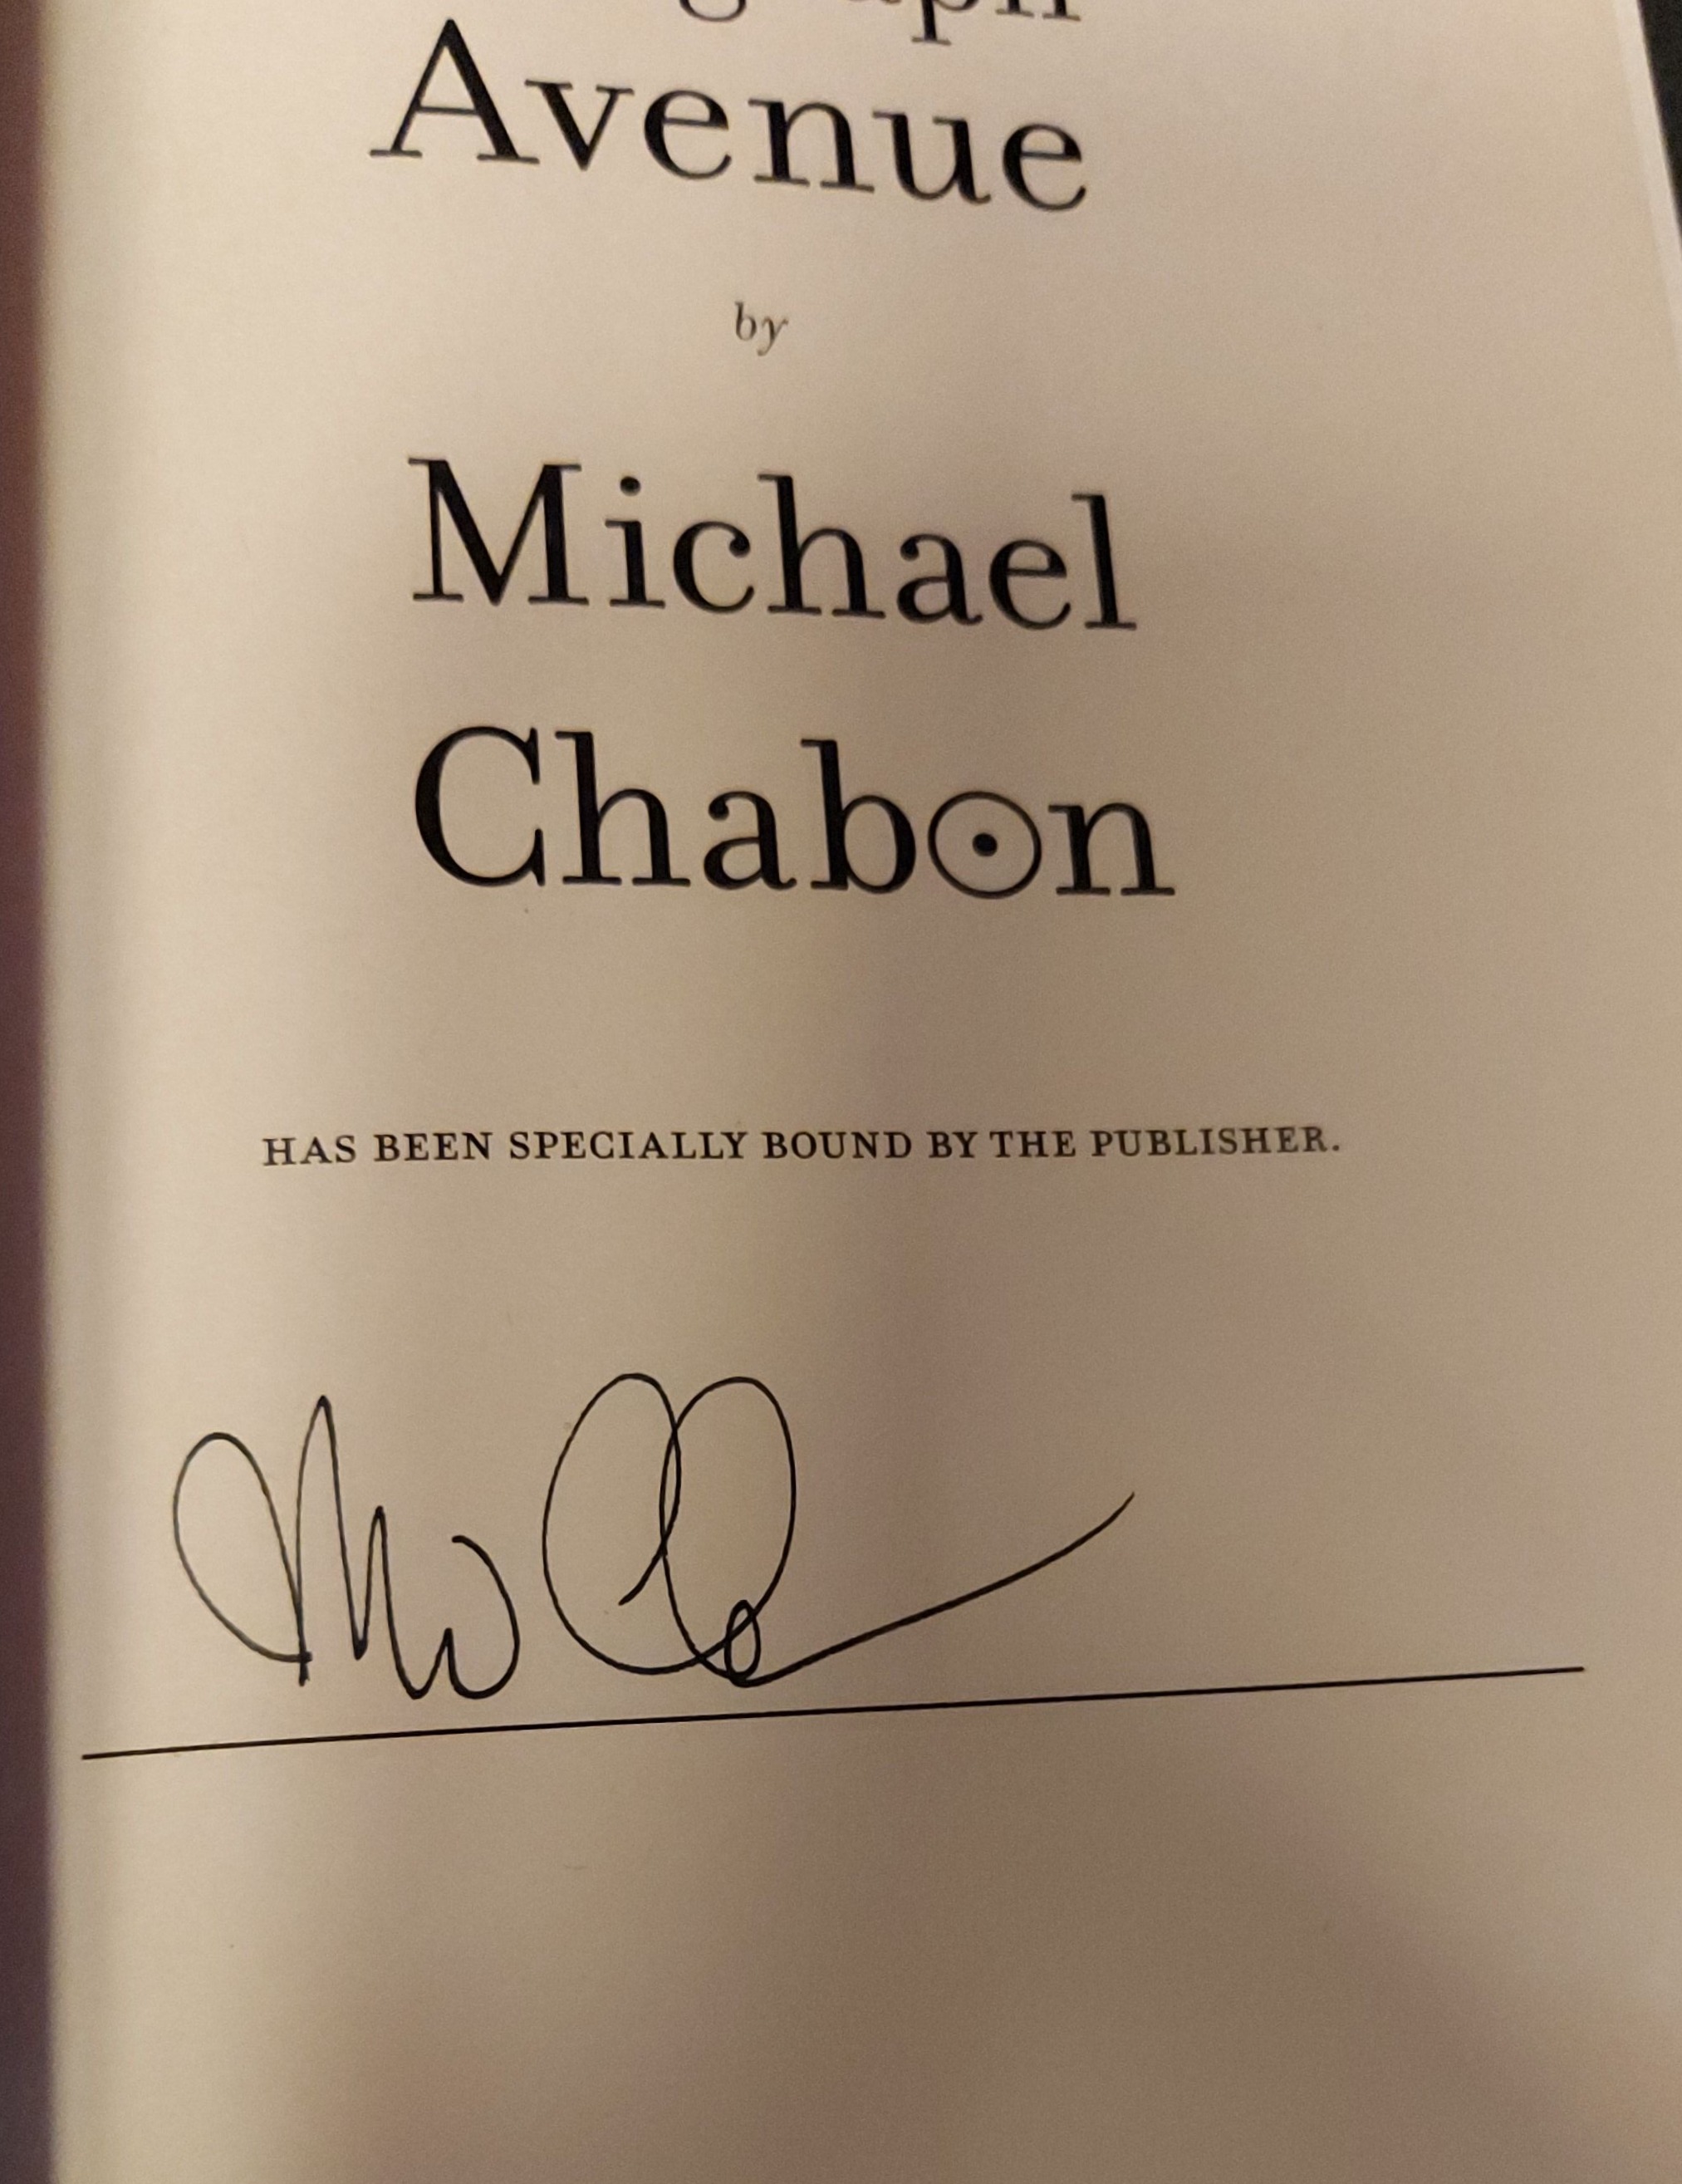 Avenue
by
Michael
Chabon
HAS BEEN SPECIALLY BOUND BY THE PUBLISHER.